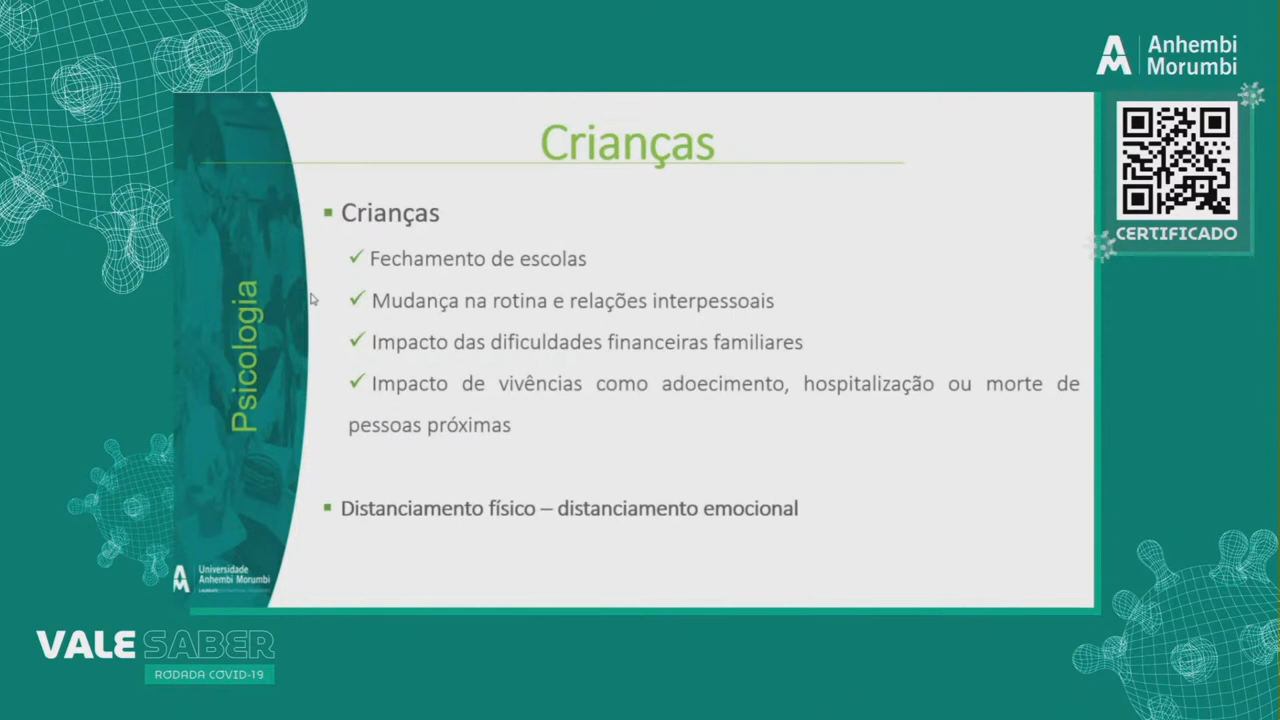 Anhembi
Morumbi
Crianças
Crianças
Fechamento de escolas
Mudança na rotina e relações interpessoais
Impacto das dificuldades financeiras familiares
Impacto de vivências como adoecimento, hospitalização ou morte de
pessoas próximas
Distanciamento físico – distanciamento emocional
Psicologia
Universidade
Anhembi Morumbi
CERTIFICADO
VALE SABER
RODADA COVID-19